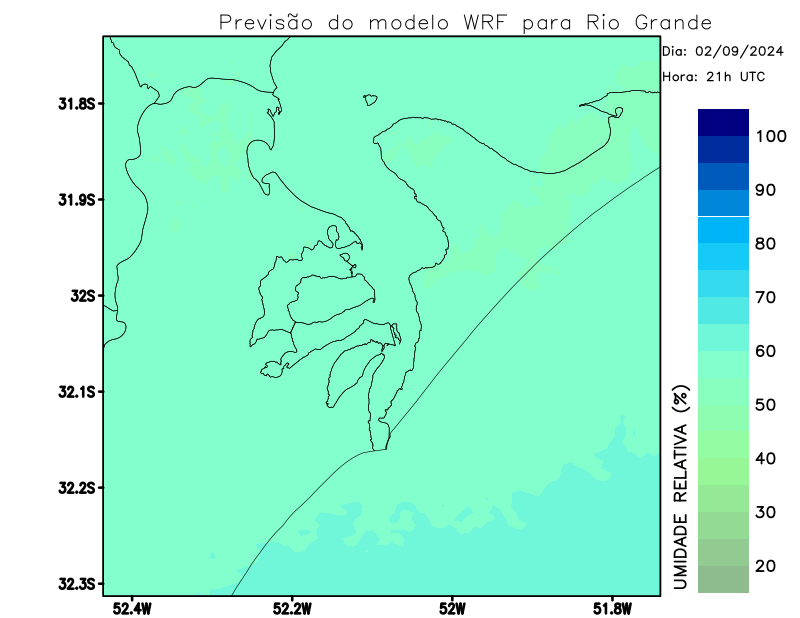 Previsão do modelo WRF para Rio Grande
Dia: 02/09/2024
Hora: 21h UTC
31.8S
31.9S
32S
32.1S
32.2S
32.3S
52.4W
52.2W
52W
51.8W
UMIDADE RELATIVA (%)
100
90
80
70
60
50
40
30
20